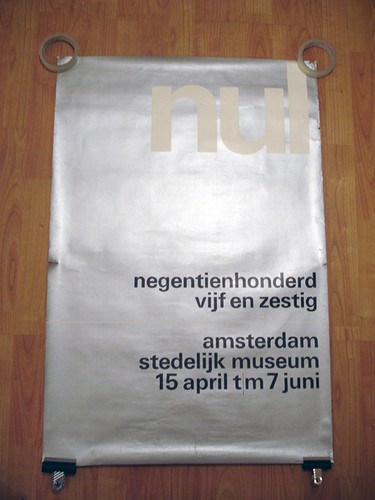 nul
negentienhonderd
vijf en zestig
amsterdam
stedelijk museum
15 april t|m 7 juni